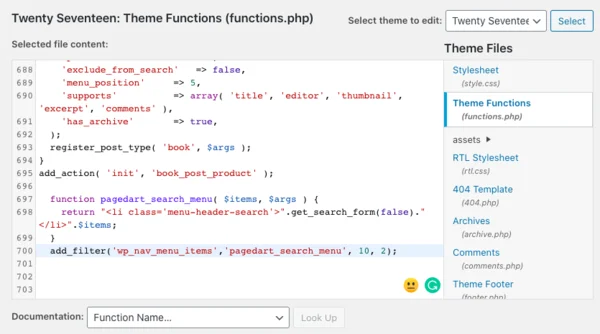 Twenty Seventeen: Theme Functions (functions.php)
Select theme to edit:
Twenty Seventee
Select
Selected file content:
688 'exclude_from_search' => false,
689 'menu_position' => 5,
690 'supports' => array( 'title', 'editor', 'thumbnail',
'excerpt', 'comments' ),
691 'has_archive' => true,
692 );
693 register_post_type( 'book', $args );
694 }
695 add_action( 'init', 'book_post_product' );
696
697 function pagedart_search_menu( $items, $args ) {
698 return "<li class='menu-header-search'>".get_search_form(false)."
</li>".$items;
699 }
700 add_filter('wp_nav_menu_items','pagedart_search_menu', 10, 2);
701
702
703
Theme Files
Stylesheet
(style.css)
Theme Functions
(functions.php)
assets
RTL Stylesheet
(rtl.css)
404 Template
(404.php)
Archives
(archive.php)
Comments
(comments.php)
Theme Footer
(footer.php)
Documentation:
Function Name...
Look Up